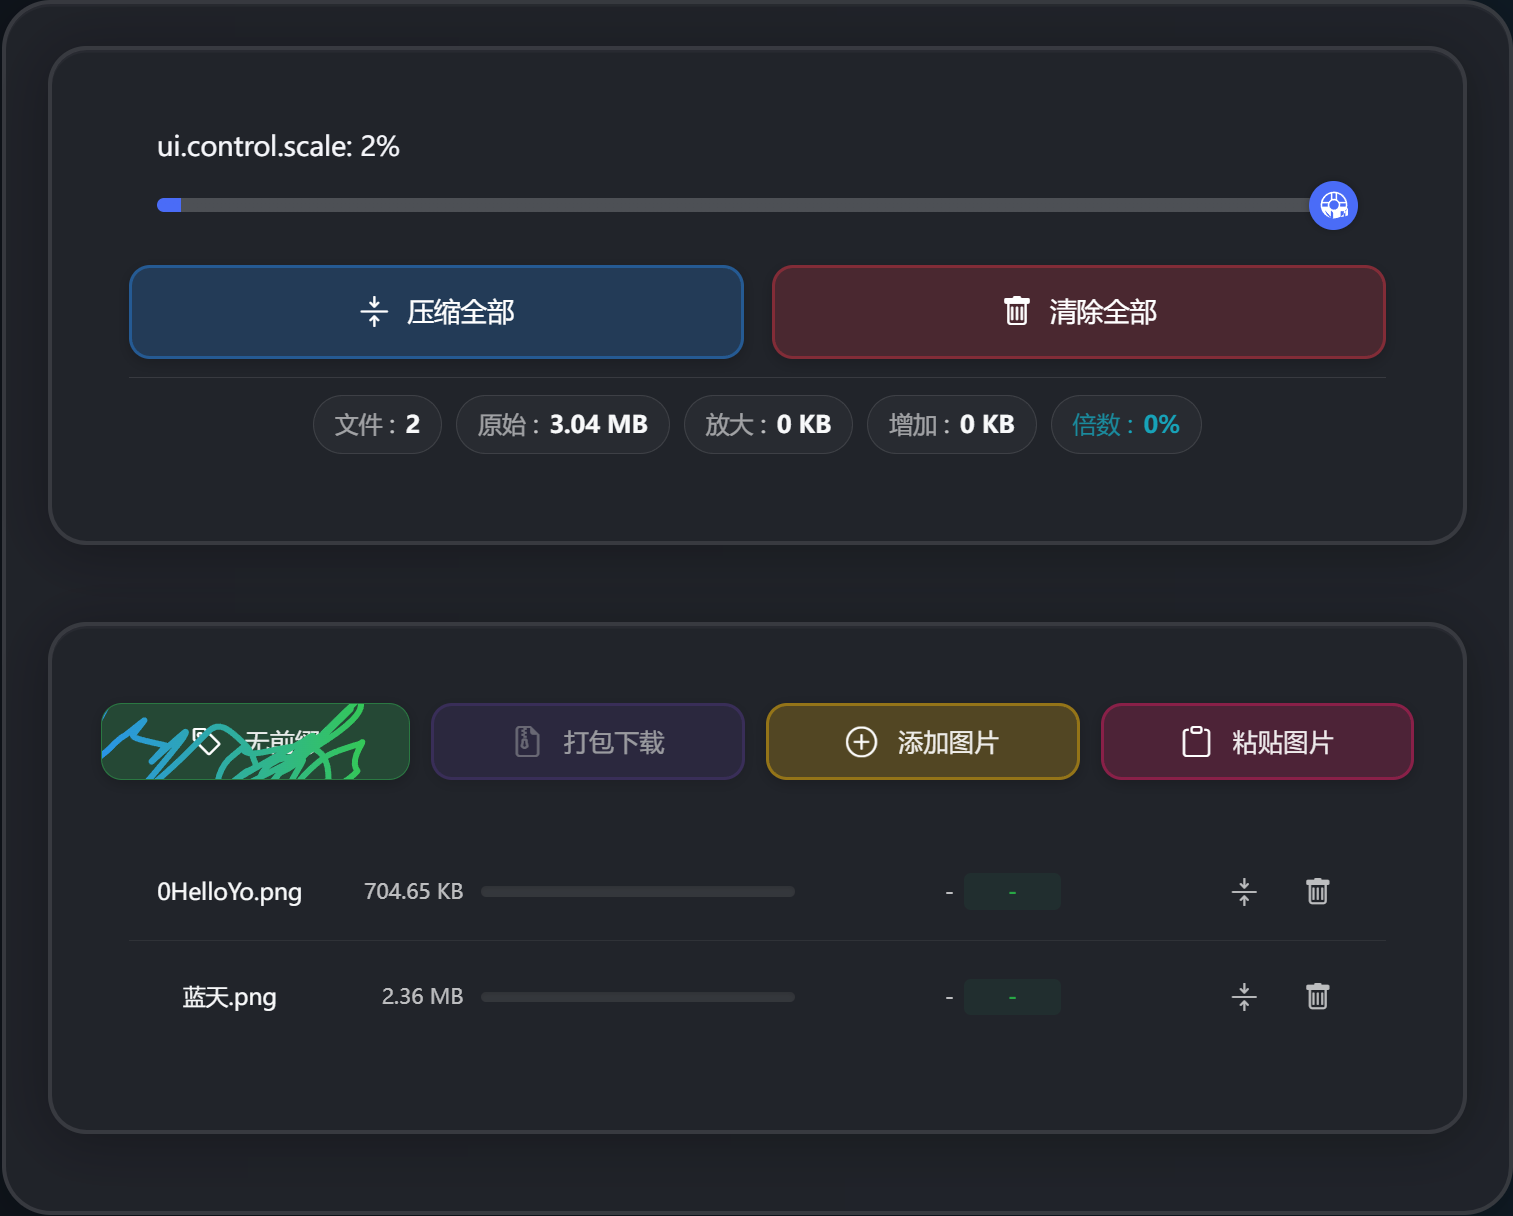 ui.control.scale: 2%
压缩全部 清除全部
文件 : 2 原始 : 3.04 MB 放大 : 0 KB 增加 : 0 KB 倍数 : 0%
无前缀 打包下载 添加图片 粘贴图片
0HelloYo.png 704.65 KB - -
蓝天.png 2.36 MB - -